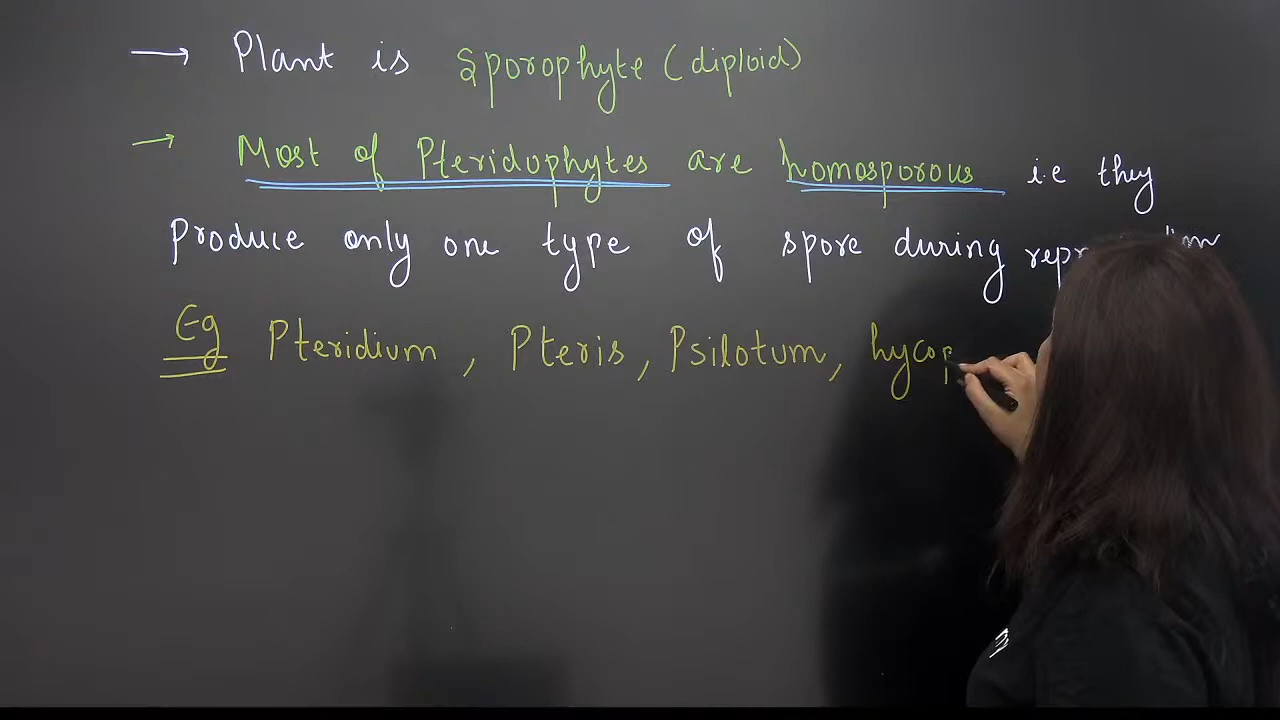 → Plant is Sporophyte (diploid)
→ Most of Pteridophytes are homosporous i.e they
produce only one type of spore during
Eg Pteridium, Pteris, Psilotum, hycop